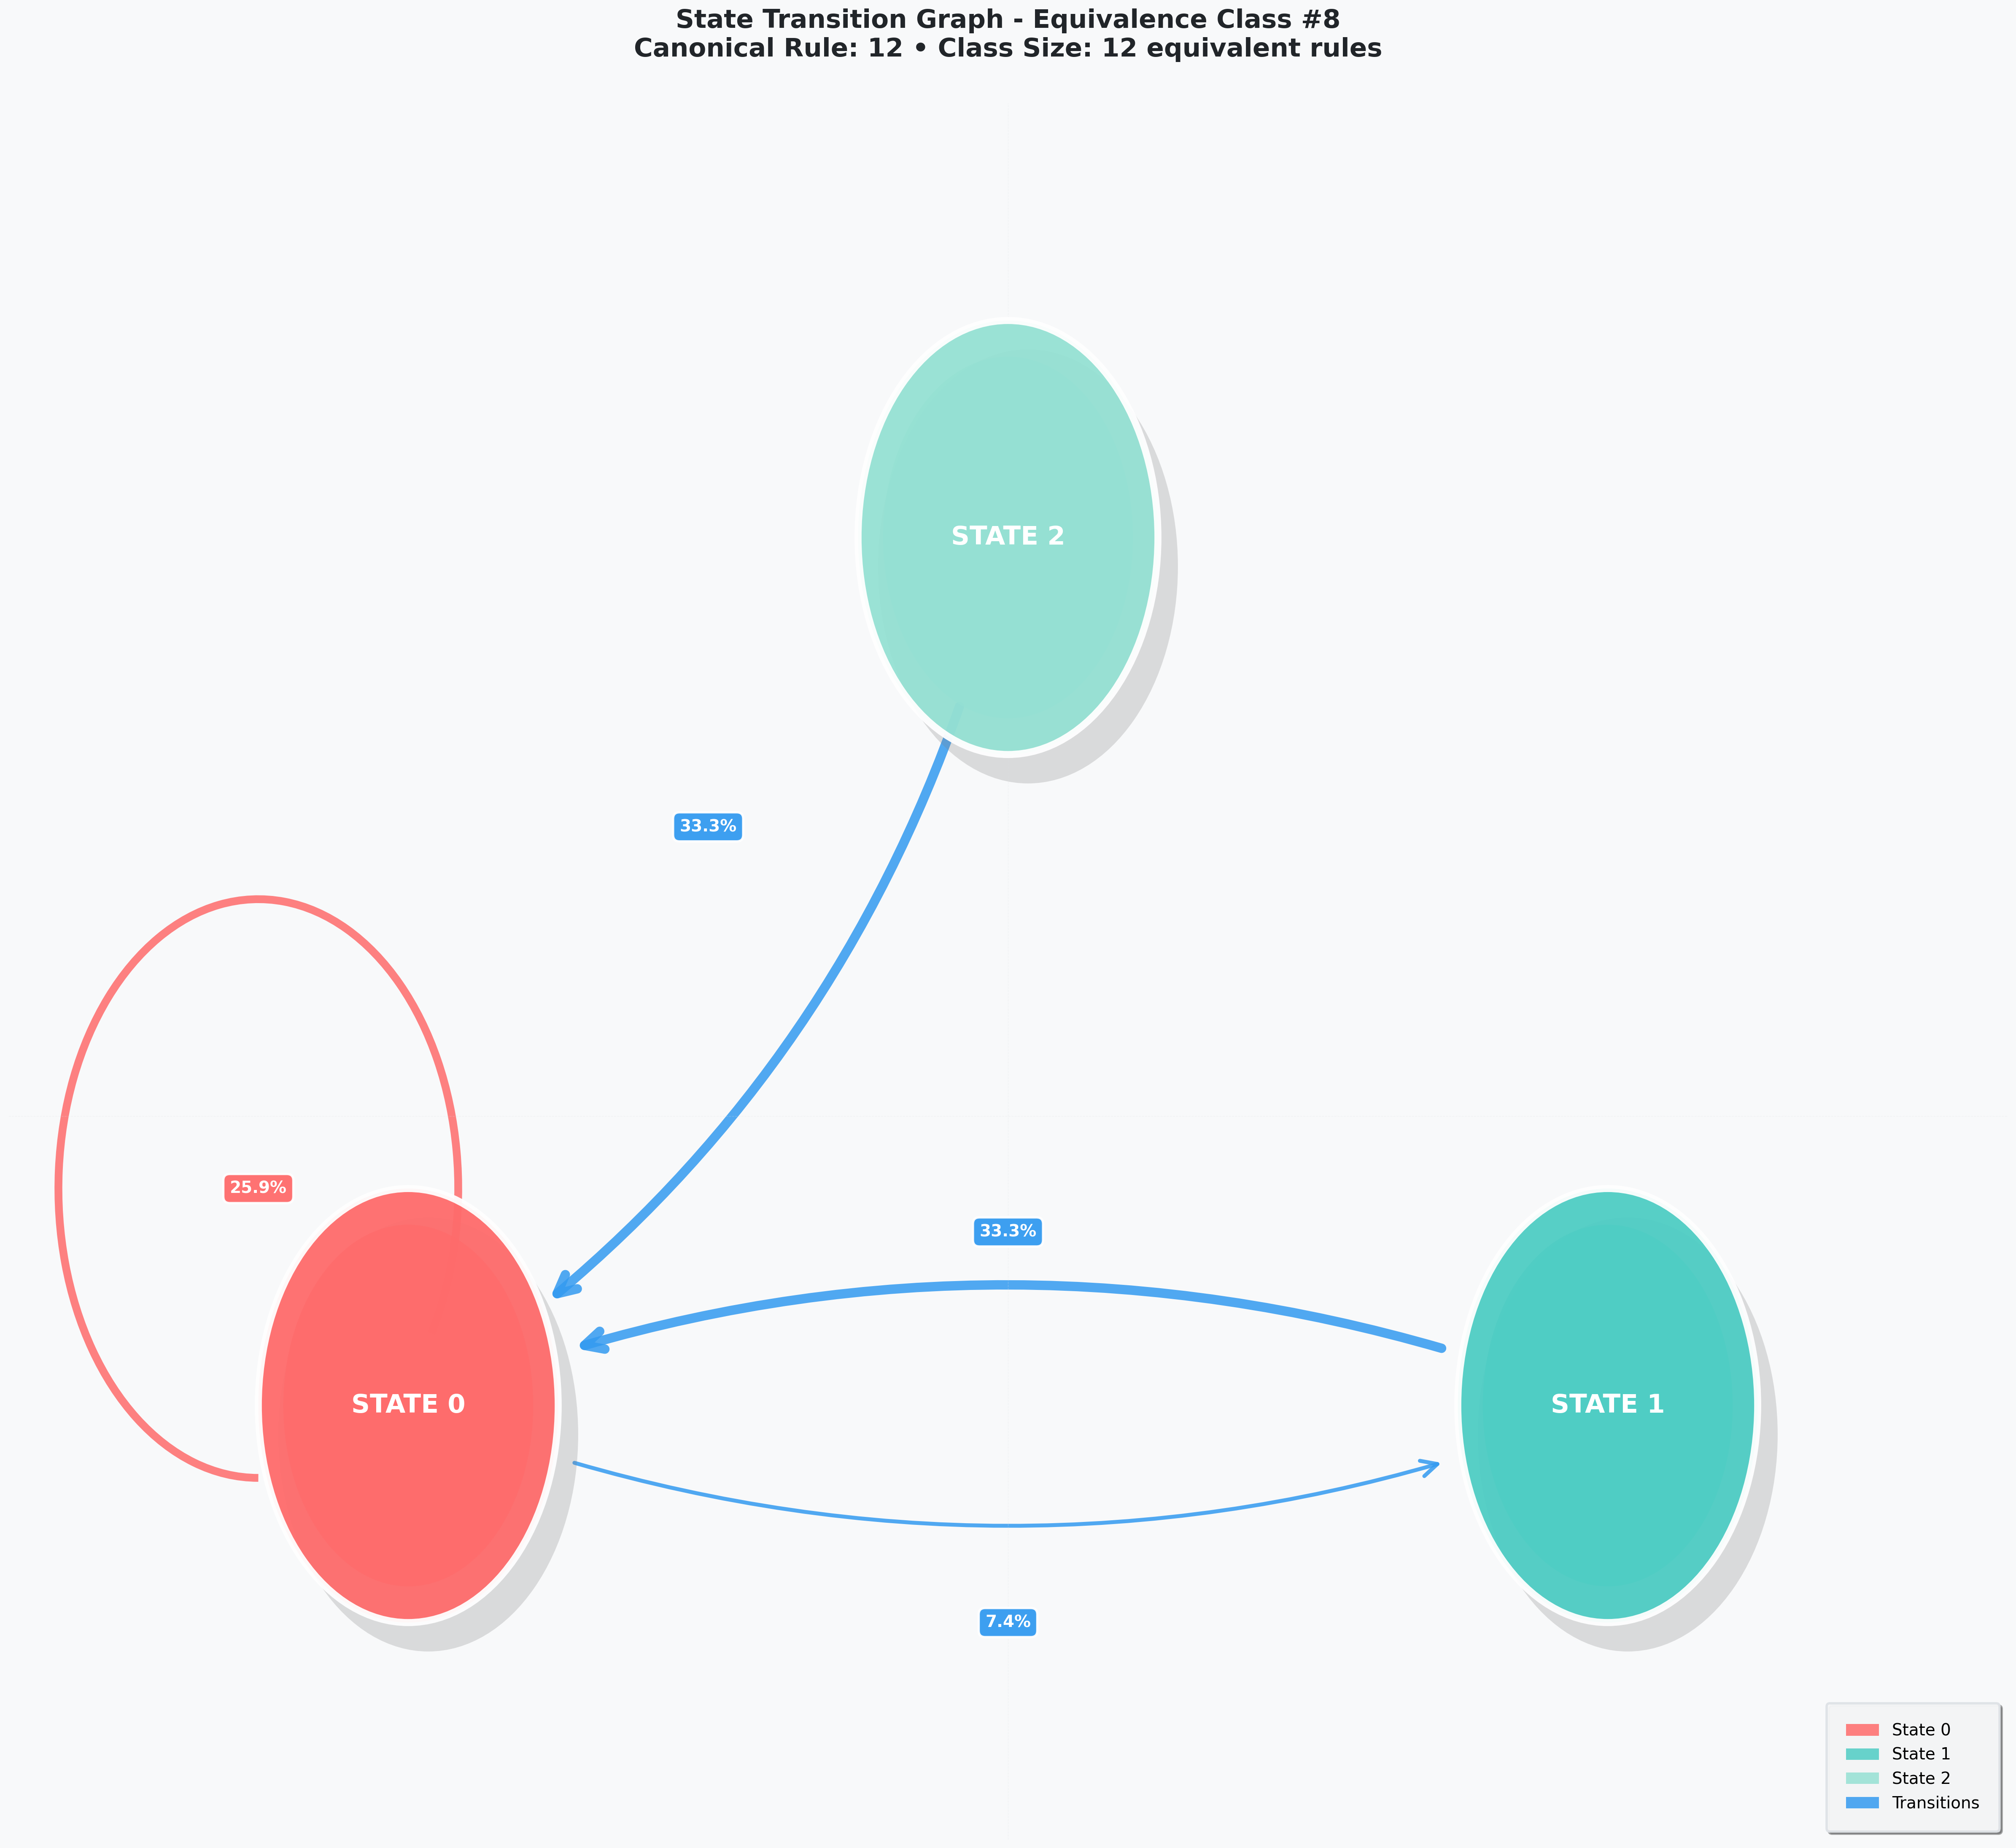 State Transition Graph - Equivalence Class #8
Canonical Rule: 12 • Class Size: 12 equivalent rules
STATE 2
33.3%
25.9%
33.3%
STATE 0
STATE 1
7.4%
State 0
State 1
State 2
Transitions